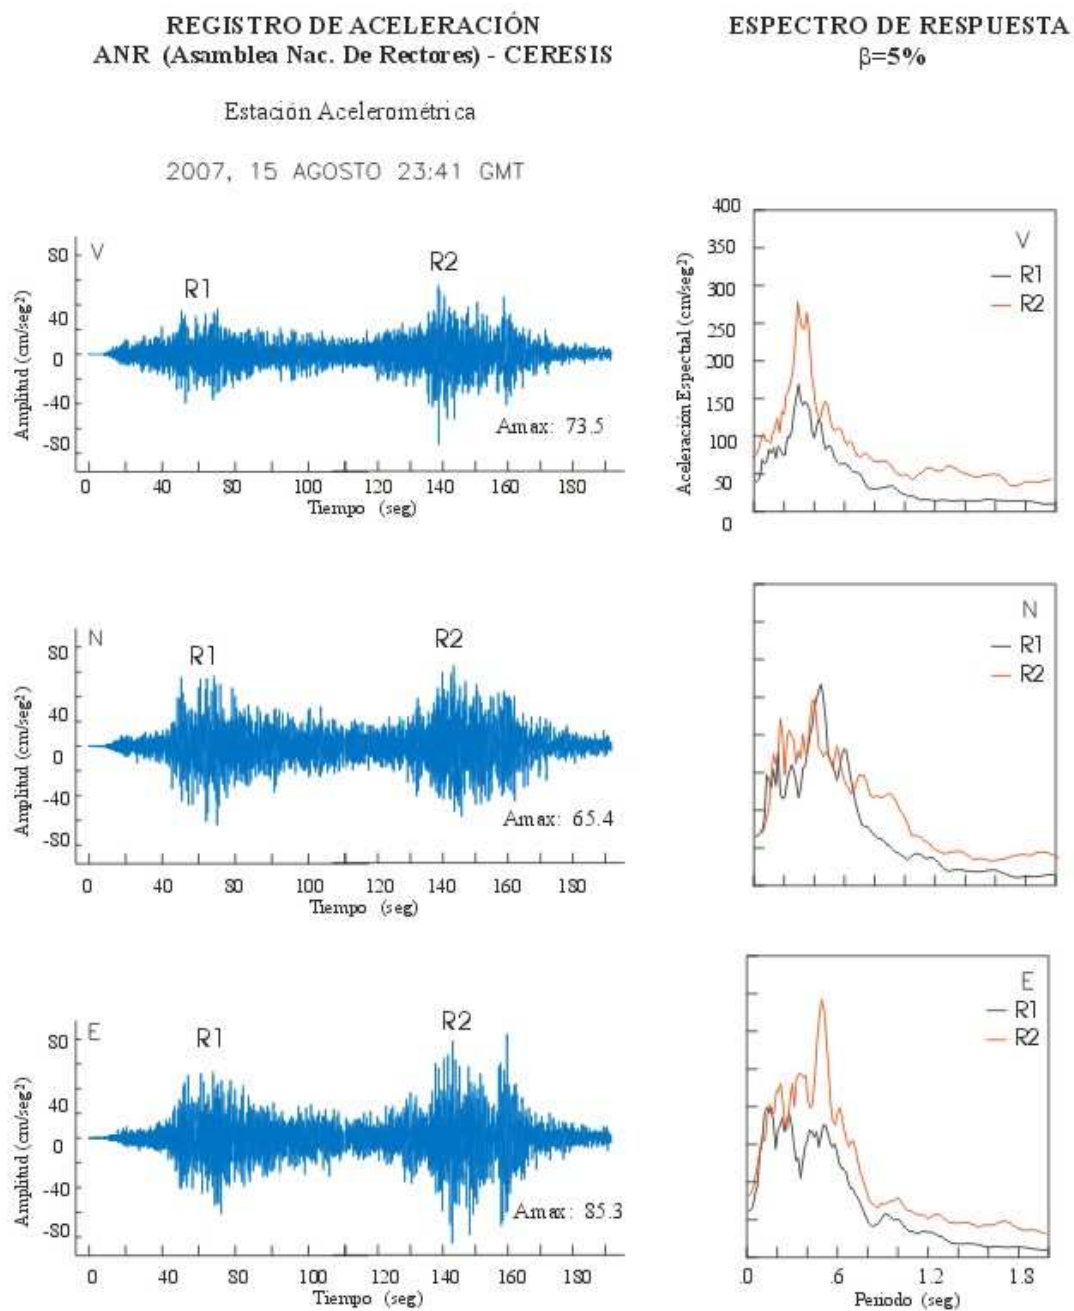 REGISTRO DE ACELERACIÓN
ANR (Asamblea Nac. De Rectores) - CERESIS
Estación Acelerométrica
2007, 15 AGOSTO 23:41 GMT
ESPECTRO DE RESPUESTA
β=5%
Amplitud (cm/seg²)
80
40
0
-40
-80
V
R1
R2
Amax: 73.5
0 40 80 100 120 140 160 180
Tiempo (seg)
Aceleración Espectral (cm/seg²)
400
350
300
250
200
150
100
50
0
V
R1
R2
Amplitud (cm/seg²)
80
40
0
-40
-80
N
R1
R2
Amax: 65.4
0 40 80 100 120 140 160 180
Tiempo (seg)
N
R1
R2
Amplitud (cm/seg²)
80
40
0
-40
-80
E
R1
R2
Amax: 85.3
0 40 80 100 120 140 160 180
Tiempo (seg)
E
R1
R2
.0 .6 1.2 1.8
Periodo (seg)